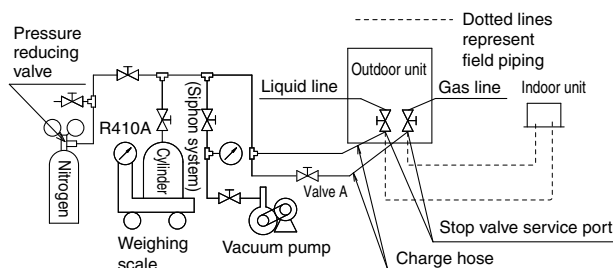 Pressure
reducing
valve
Nitrogen
R410A
Cylinder
(Siphon system)
Weighing
scale
Vacuum pump
Valve A
Liquid line
Outdoor unit
Gas line
Dotted lines
represent
field piping
Indoor unit
Stop valve service port
Charge hose